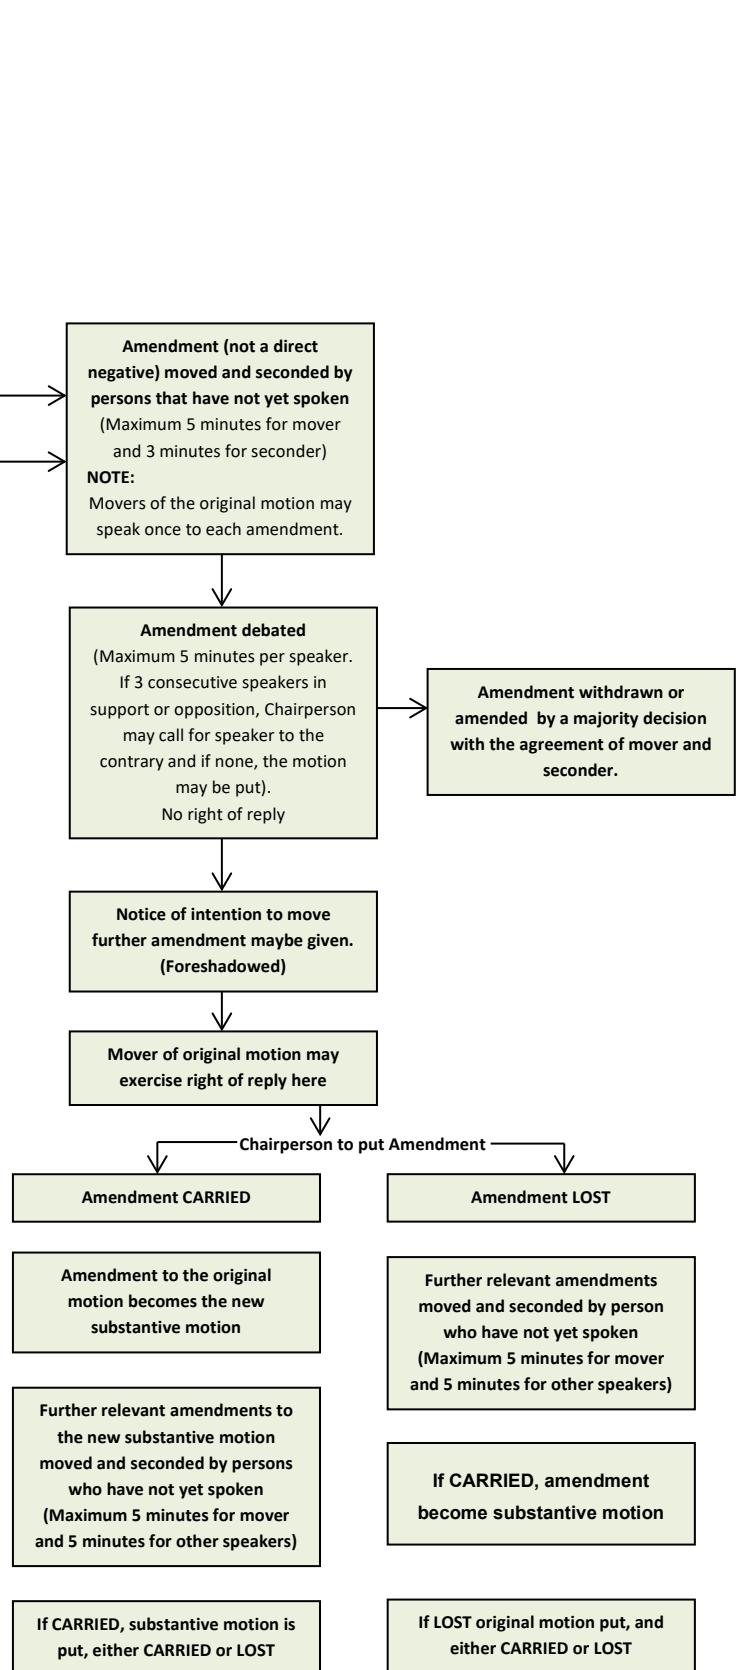 Amendment (not a direct
negative) moved and seconded by
persons that have not yet spoken
(Maximum 5 minutes for mover
and 3 minutes for seconder)
NOTE:
Movers of the original motion may
speak once to each amendment.
Amendment debated
(Maximum 5 minutes per speaker.
If 3 consecutive speakers in
support or opposition, Chairperson
may call for speaker to the
contrary and if none, the motion
may be put).
No right of reply
Amendment withdrawn or
amended  by a majority decision
with the agreement of mover and
seconder.
Notice of intention to move
further amendment maybe given.
(Foreshadowed)
Mover of original motion may
exercise right of reply here
Chairperson to put Amendment
Amendment CARRIED
Amendment to the original
motion becomes the new
substantive motion
Further relevant amendments to
the new substantive motion
moved and seconded by persons
who have not yet spoken
(Maximum 5 minutes for mover
and 5 minutes for other speakers)
If CARRIED, substantive motion is
put, either CARRIED or LOST
Amendment LOST
Further relevant amendments
moved and seconded by person
who have not yet spoken
(Maximum 5 minutes for mover
and 5 minutes for other speakers)
If CARRIED, amendment
become substantive motion
If LOST original motion put, and
either CARRIED or LOST